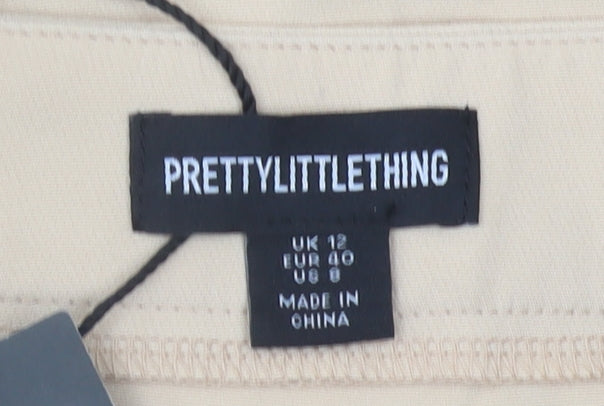 PRETTYLITTLETHING
UK 12
EUR 40
US 8
MADE IN
CHINA